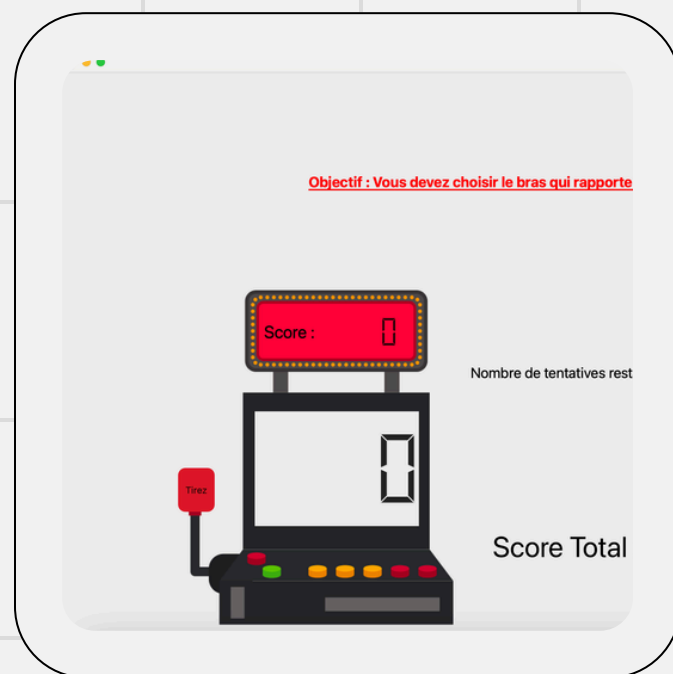 Objectif : Vous devez choisir le bras qui rapporte
Score : 0
Nombre de tentatives rest
0
Tirez
Score Total